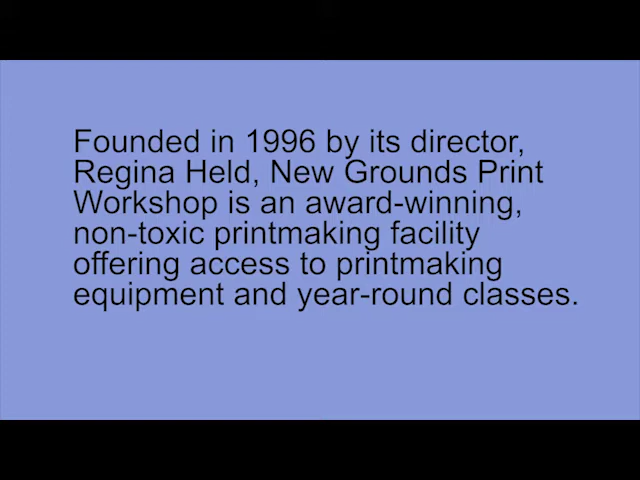 Founded in 1996 by its director,
Regina Held, New Grounds Print
Workshop is an award-winning,
non-toxic printmaking facility
offering access to printmaking
equipment and year-round classes.